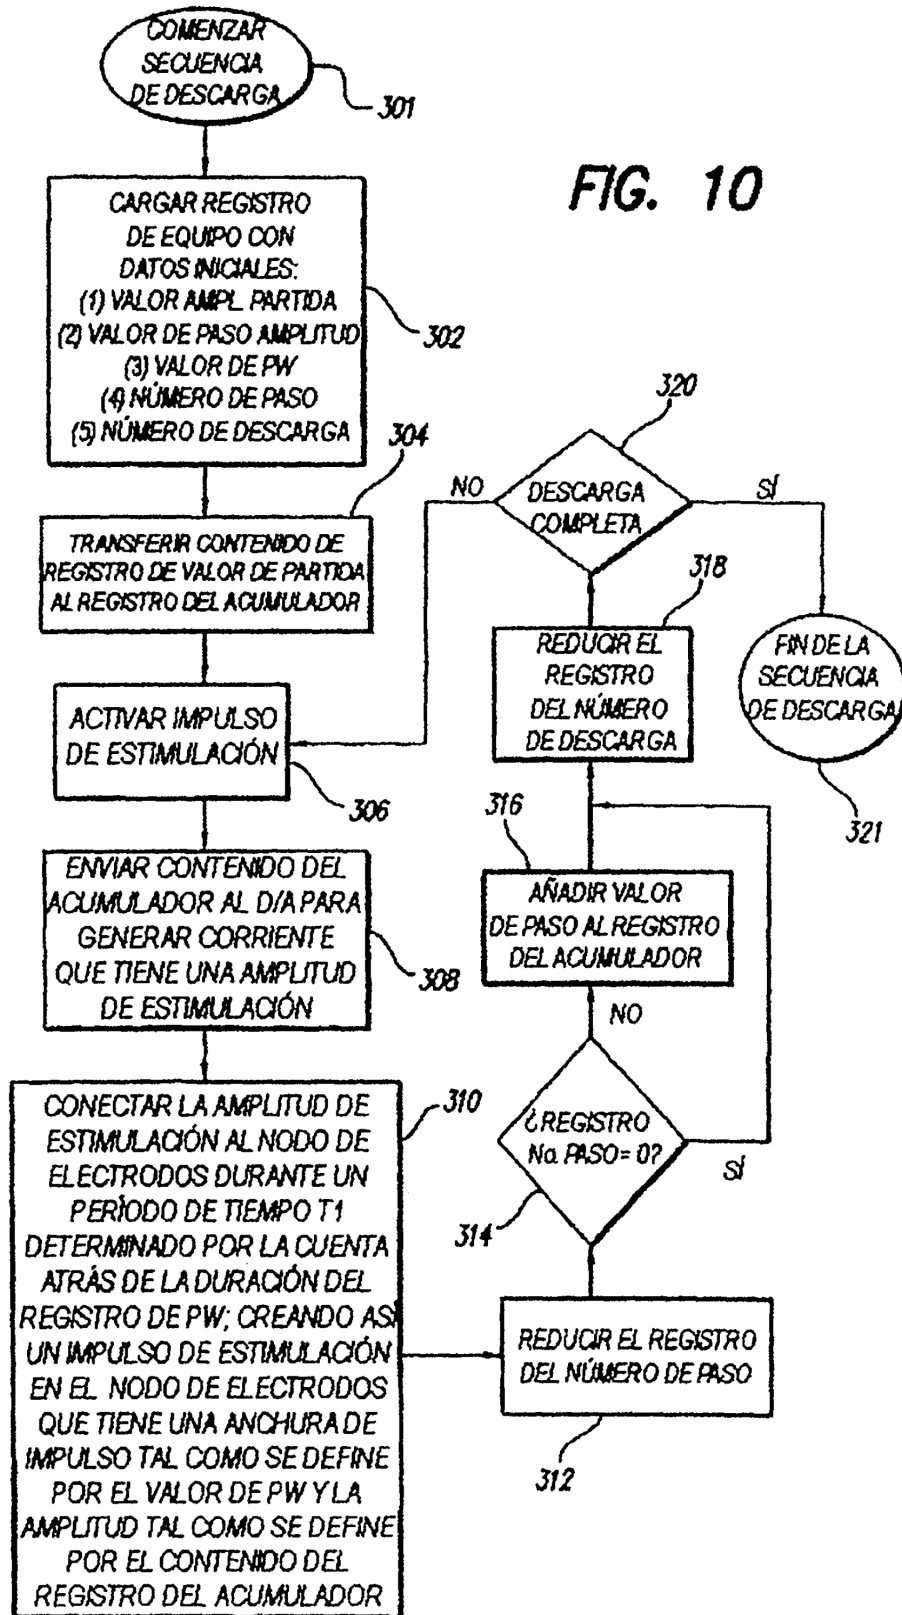 COMENZAR
SECUENCIA
DE DESCARGA
301
FIG. 10
CARGAR REGISTRO
DE EQUIPO CON
DATOS INICIALES:
(1) VALOR AMPL. PARTIDA
(2) VALOR DE PASO AMPLITUD
(3) VALOR DE PW
(4) NÚMERO DE PASO
(5) NÚMERO DE DESCARGA
302
304
TRANSFERIR CONTENIDO DE
REGISTRO DE VALOR DE PARTIDA
AL REGISTRO DEL ACUMULADOR
ACTIVAR IMPULSO
DE ESTIMULACIÓN
306
ENVIAR CONTENIDO DEL
ACUMULADOR AL D/A PARA
GENERAR CORRIENTE
QUE TIENE UNA AMPLITUD
DE ESTIMULACIÓN
308
CONECTAR LA AMPLITUD DE
ESTIMULACIÓN AL NODO DE
ELECTRODOS DURANTE UN
PERÍODO DE TIEMPO T1
DETERMINADO POR LA CUENTA
ATRÁS DE LA DURACIÓN DEL
REGISTRO DE PW; CREANDO ASÍ
UN IMPULSO DE ESTIMULACIÓN
EN EL NODO DE ELECTRODOS
QUE TIENE UNA ANCHURA DE
IMPULSO TAL COMO SE DEFINE
POR EL VALOR DE PW Y LA
AMPLITUD TAL COMO SE DEFINE
POR EL CONTENIDO DEL
REGISTRO DEL ACUMULADOR
310
REDUCIR EL REGISTRO
DEL NÚMERO DE PASO
312
¿REGISTRO
Na PASO = 0?
314
SÍ
NO
AÑADIR VALOR
DE PASO AL REGISTRO
DEL ACUMULADOR
316
REDUCIR EL
REGISTRO
DEL NÚMERO
DE DESCARGA
318
DESCARGA
COMPLETA
320
NO
SÍ
FIN DE LA
SECUENCIA
DE DESCARGA
321